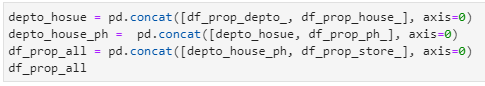 depto_hosue = pd.concat([df_prop_depto_, df_prop_house_], axis=0)
depto_house_ph =  pd.concat([depto_hosue, df_prop_ph_], axis=0)
df_prop_all = pd.concat([depto_house_ph, df_prop_store_], axis=0)
df_prop_all